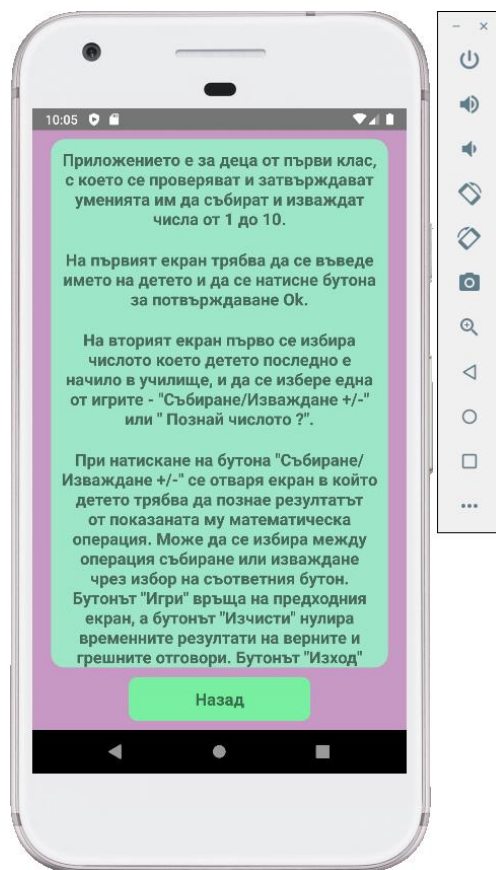 10:05
Приложението е за деца от първи клас,
с което се проверяват и затвърждават
уменията им да събират и изваждат
числа от 1 до 10.
На първият екран трябва да се въведе
името на детето и да се натисне бутона
за потвърждаване Ok.
На вторият екран първо се избира
числото което детето последно е
начило в училище, и да се избере една
от игрите - "Събиране/Изваждане +/-"
или " Познай числото ?".
При натискане на бутона "Събиране/
Изваждане +/-" се отваря екран в който
детето трябва да познае резултатът
от показаната му математическа
операция. Може да се избира между
операция събиране или изваждане
чрез избор на съответния бутон.
Бутонът "Игри" връща на предходния
екран, а бутонът "Изчисти" нулира
временните резултати на верните и
грешните отговори. Бутонът "Изход"
Назад